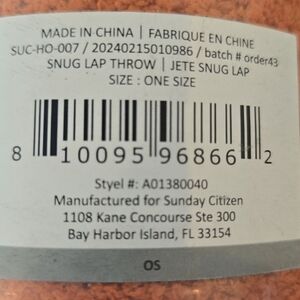 MADE IN CHINA | FABRIQUE EN CHINE
SUC-HO-007 / 20240215010986 / batch # order43
SNUG LAP THROW | JETE SNUG LAP
SIZE : ONE SIZE
8 10095 96866 2
Styel #: A01380040
Manufactured for Sunday Citizen
1108 Kane Concourse Ste 300
Bay Harbor Island, FL 33154
OS